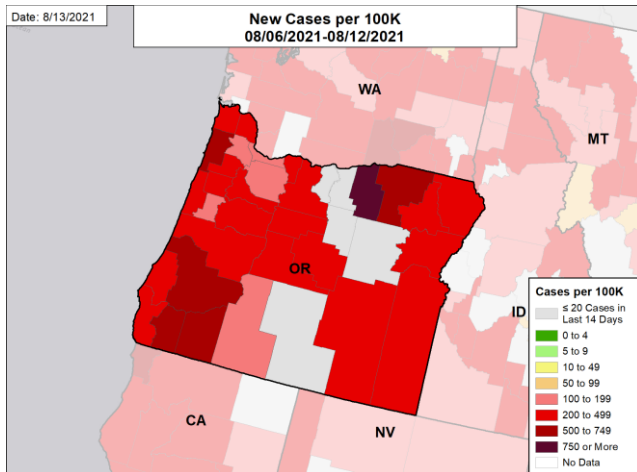 Date: 8/13/2021
New Cases per 100K
08/06/2021-08/12/2021
WA
MT
OR
ID
CA
NV
Cases per 100K
≤ 20 Cases in
Last 14 Days
0 to 4
5 to 9
10 to 49
50 to 99
100 to 199
200 to 499
500 to 749
750 or More
No Data